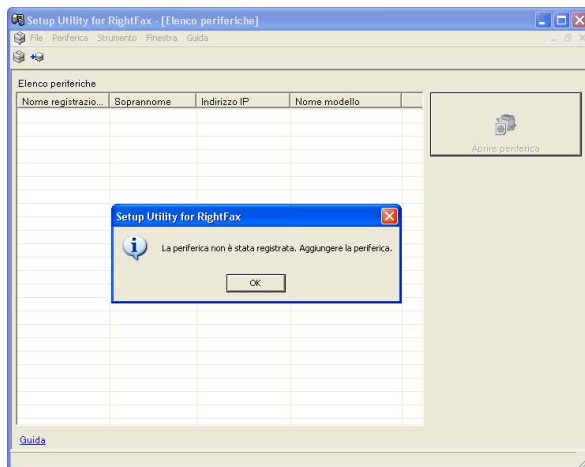 Setup Utility for RightFax - [Elenco periferiche]
File Periferica Strumento Finestra Guida
Elenco periferiche
Nome registrazio... Soprannome Indirizzo IP Nome modello
Aprire periferica
Setup Utility for RightFax
La periferica non è stata registrata. Aggiungere la periferica.
OK
Guida